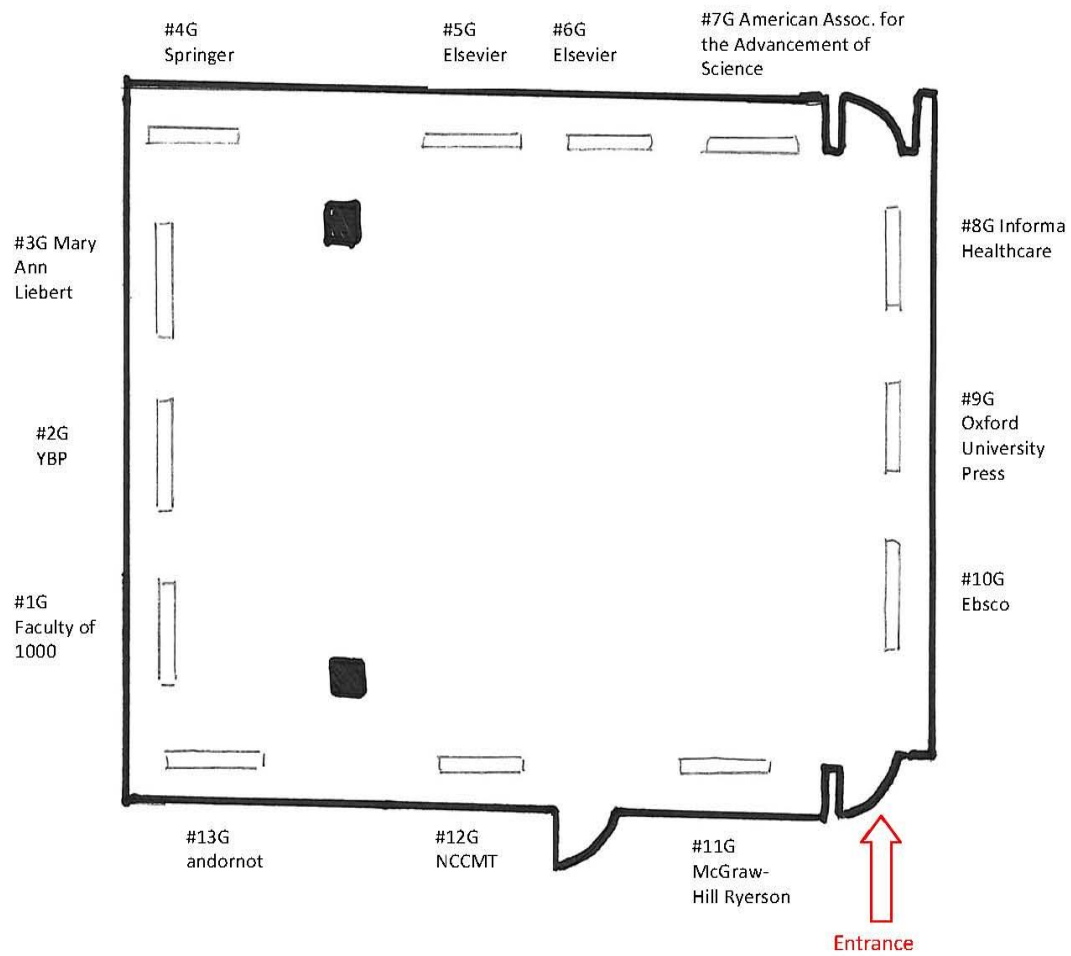 #4G
Springer
#5G
Elsevier
#6G
Elsevier
#7G American Assoc. for
the Advancement of
Science
#3G Mary
Ann
Liebert
#8G Informa
Healthcare
#2G
YBP
#9G
Oxford
University
Press
#1G
Faculty of
1000
#10G
Ebsco
#13G
andornot
#12G
NCCMT
#11G
McGraw-
Hill Ryerson
Entrance